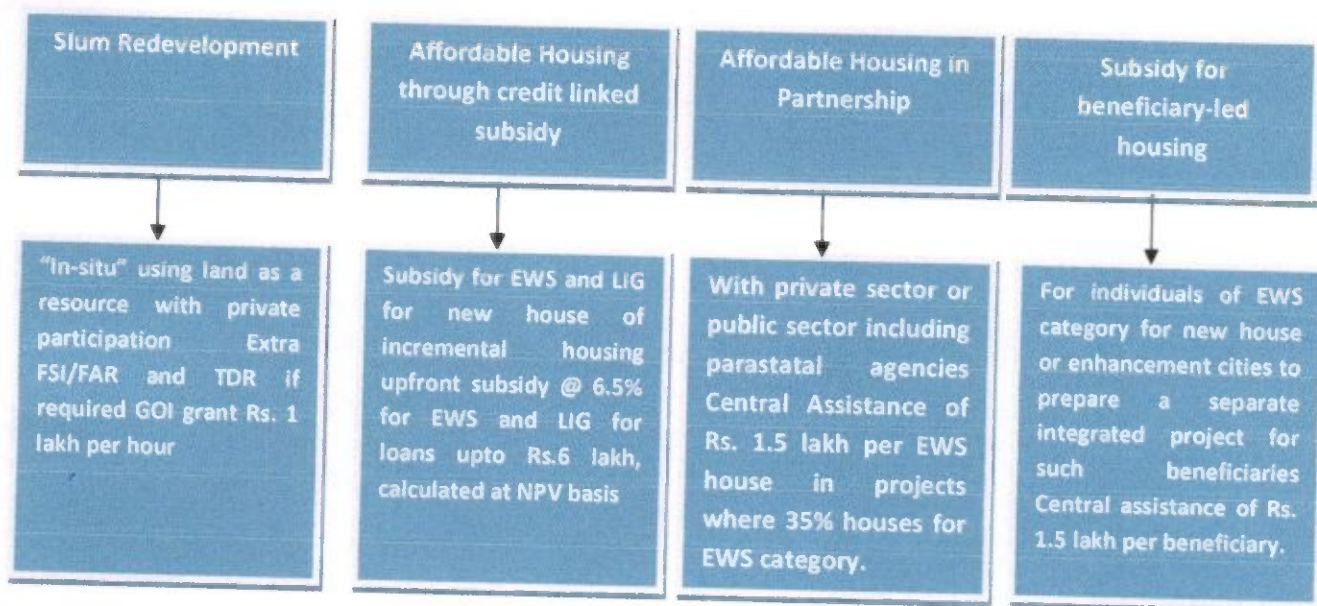 Slum Redevelopment
Affordable Housing
through credit linked
subsidy
Affordable Housing in
Partnership
Subsidy for
beneficiary-led
housing
"In-situ" using land as a
resource with private
participation Extra
FSI/FAR and TDR if
required GOI grant Rs. 1
lakh per hour
Subsidy for EWS and LIG
for new house of
incremental housing
upfront subsidy @ 6.5%
for EWS and LIG for
loans upto Rs.6 lakh,
calculated at NPV basis
With private sector or
public sector including
parastatal agencies
Central Assistance of
Rs. 1.5 lakh per EWS
house in projects
where 35% houses for
EWS category.
For individuals of EWS
category for new house
or enhancement cities to
prepare a separate
integrated project for
such beneficiaries
Central assistance of Rs.
1.5 lakh per beneficiary.